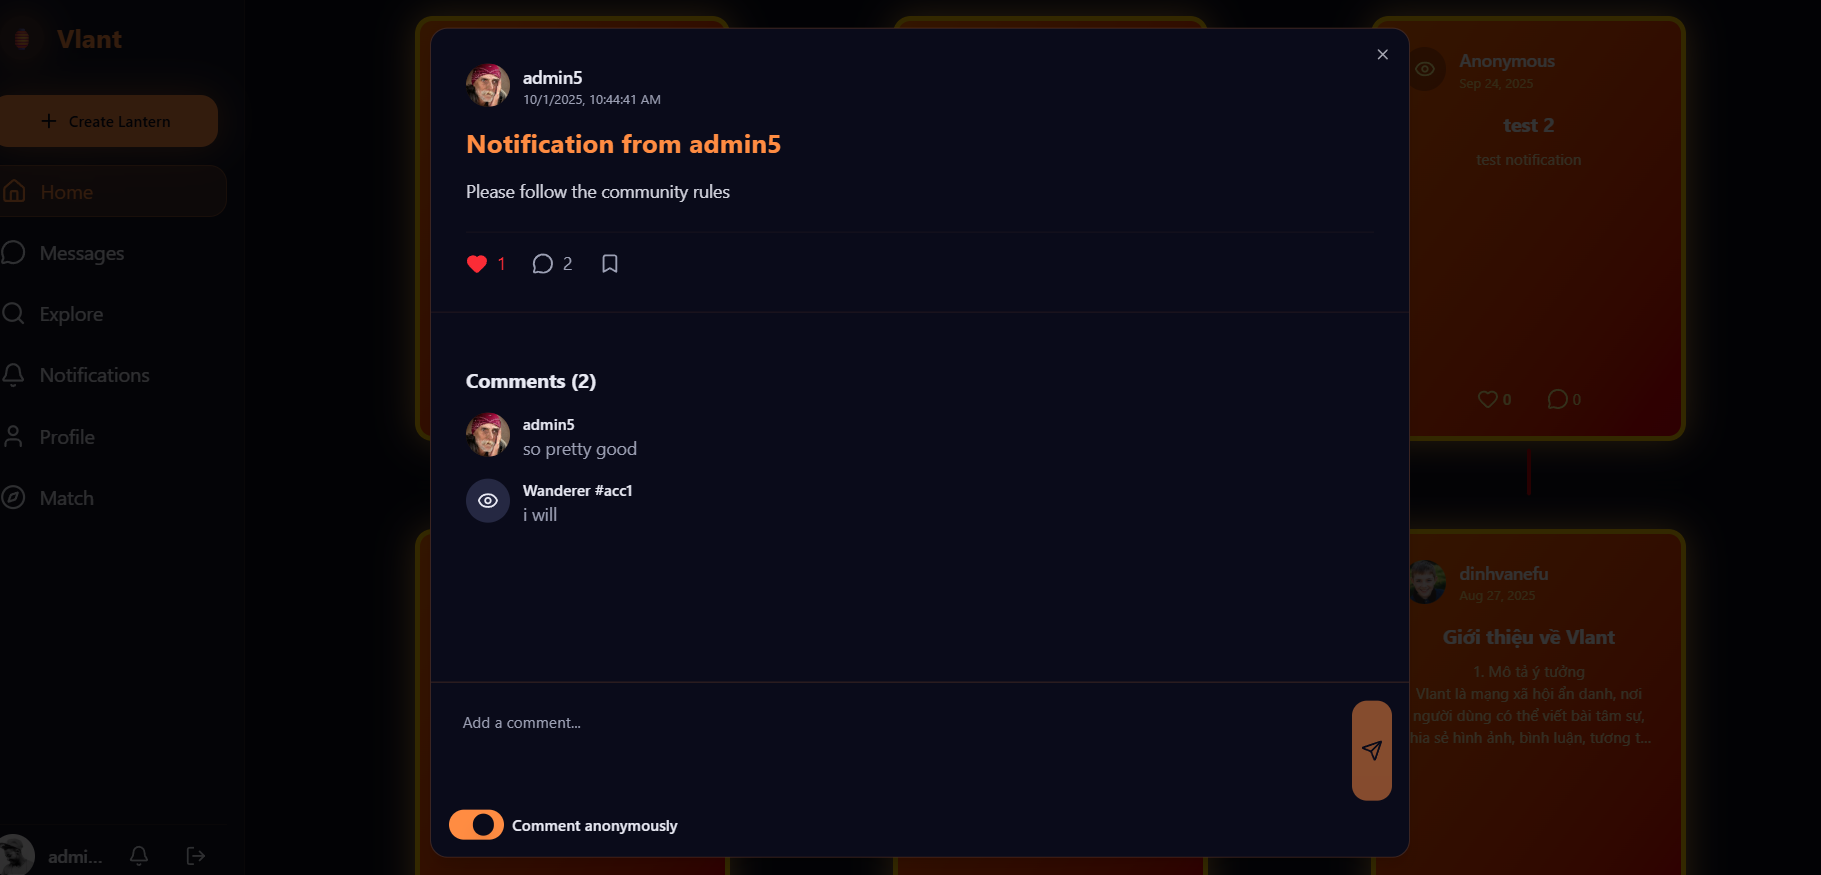 Vlant
Create Lantern
Home
Messages
Explore
Notifications
Profile
Match
admi...
admin5
10/1/2025, 10:44:41 AM
Notification from admin5
Please follow the community rules
1
2
Comments (2)
admin5
so pretty good
Wanderer #acc1
i will
Add a comment...
Comment anonymously
Anonymous
Sep 24, 2025
test 2
test notification
0
0
dinhvanefu
Aug 27, 2025
Giới thiệu về Vlant
1. Mô tả ý tưởng
Vlant là mạng xã hội ẩn danh, nơi
người dùng có thể viết bài tâm sự,
hia sẻ hình ảnh, bình luận, tương t...